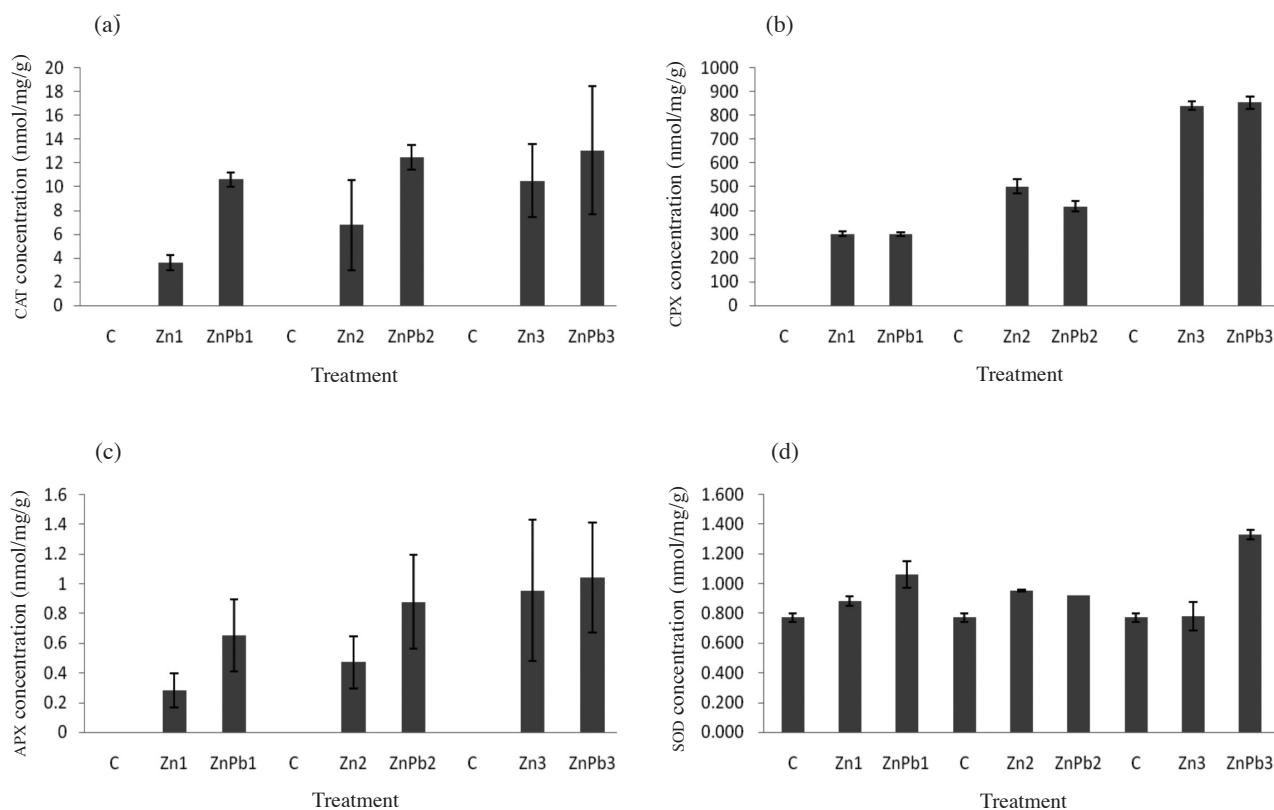 (a)
CAT concentration (nmol/mg/g)
20
18
16
14
12
10
8
6
4
2
0
C Zn1 ZnPb1 C Zn2 ZnPb2 C Zn3 ZnPb3
Treatment
(b)
CPX concentration (nmol/mg/g)
1000
900
800
700
600
500
400
300
200
100
0
C Zn1 ZnPb1 C Zn2 ZnPb2 C Zn3 ZnPb3
Treatment
(c)
APX concentration (nmol/mg/g)
1.6
1.4
1.2
1
0.8
0.6
0.4
0.2
0
C Zn1 ZnPb1 C Zn2 ZnPb2 C Zn3 ZnPb3
Treatment
(d)
SOD concentration (nmol/mg/g)
1.600
1.400
1.200
1.000
0.800
0.600
0.400
0.200
0.000
C Zn1 ZnPb1 C Zn2 ZnPb2 C Zn3 ZnPb3
Treatment